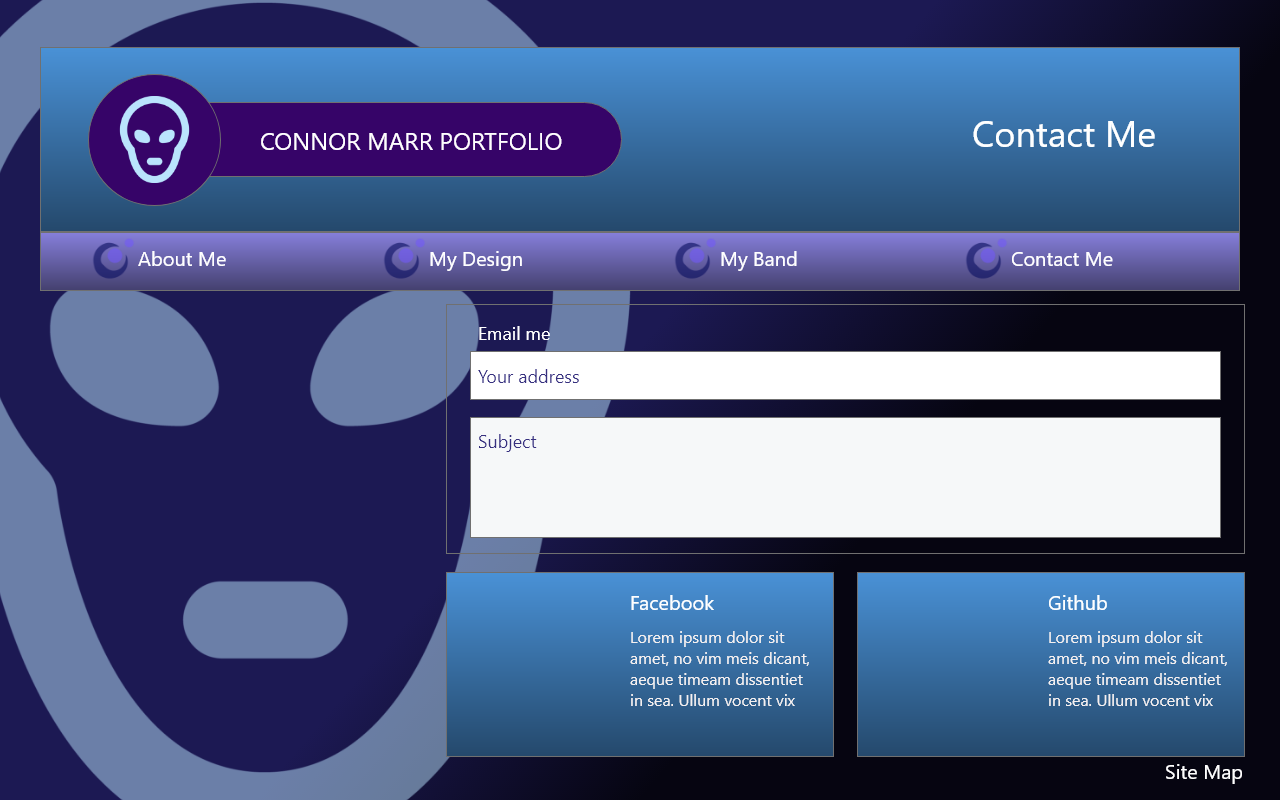 CONNOR MARR PORTFOLIO
Contact Me
About Me
My Design
My Band
Contact Me
Email me
Your address
Subject
Facebook
Lorem ipsum dolor sit
amet, no vim meis dicant,
aeque timeam dissentiet
in sea. Ullum vocent vix
Github
Lorem ipsum dolor sit
amet, no vim meis dicant,
aeque timeam dissentiet
in sea. Ullum vocent vix
Site Map